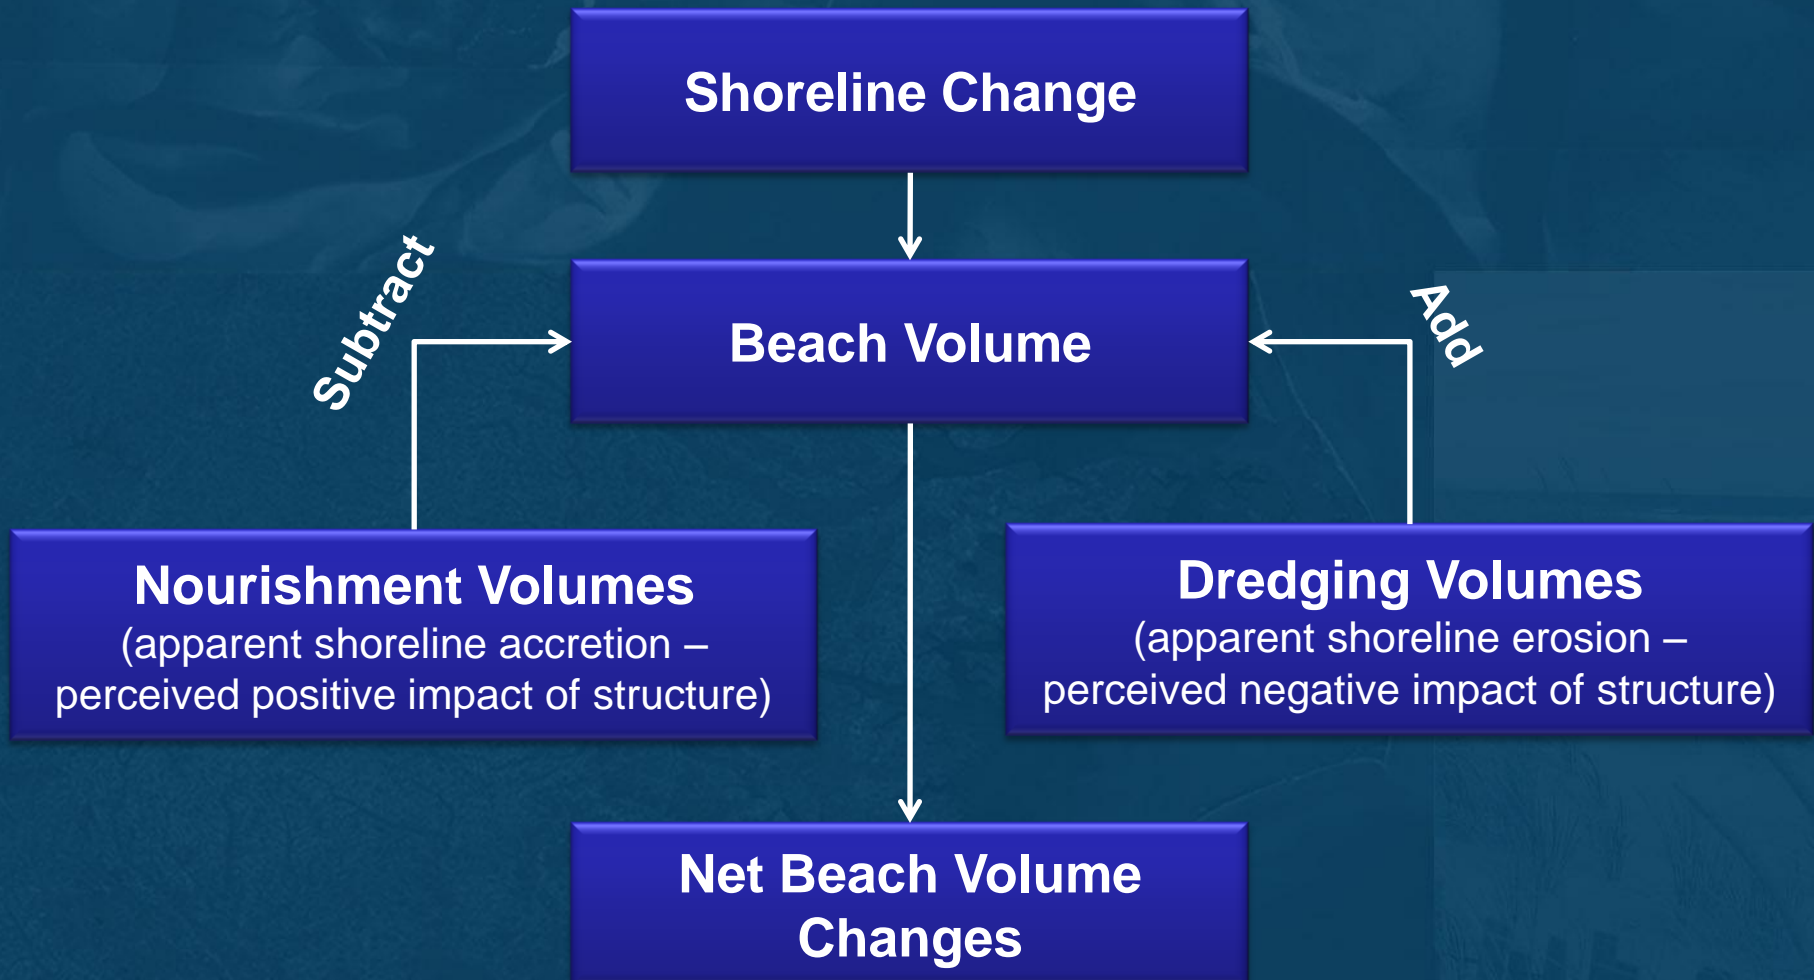 Shoreline Change
Subtract
Beach Volume
Add
Nourishment Volumes
(apparent shoreline accretion –
perceived positive impact of structure)
Dredging Volumes
(apparent shoreline erosion –
perceived negative impact of structure)
Net Beach Volume
Changes